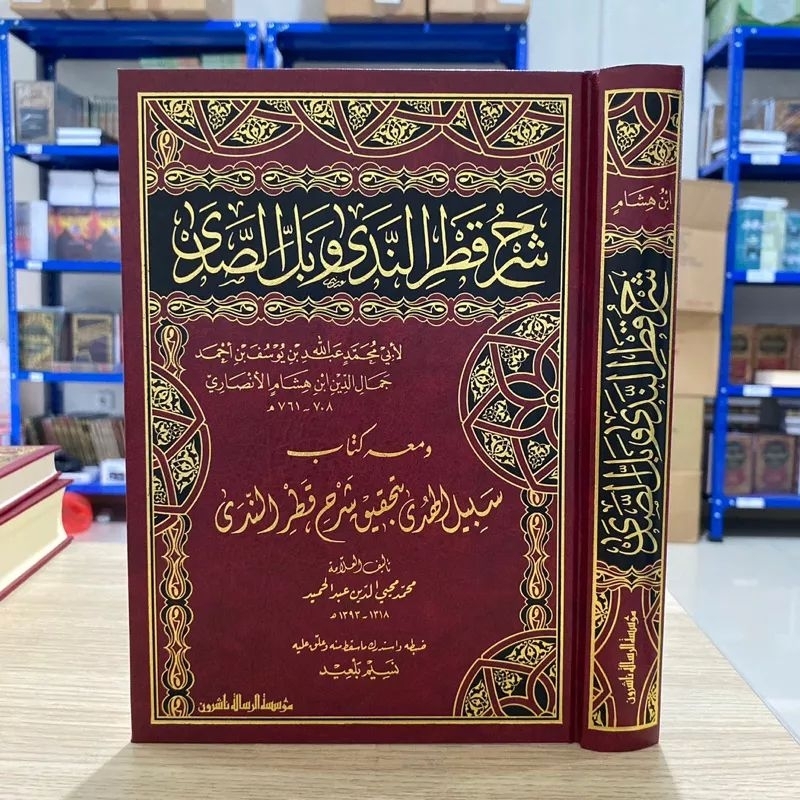 شرح قطر الندى وبل الصدى
لأبي محمد عبد الله بن يوسف بن أحمد
جمال الدين ابن هشام الأنصاري
٧٠٨ - ٧٦١ هـ
ومعه كتاب
سبيل الهدى بتحقيق شرح قطر الندى
تأليف العلامة
محمد محيي الدين عبد الحميد
١٣١٨ - ١٣٩٣ هـ
ضبطه واستدرك ما سقط منه وعلق عليه
نسيم بلعيد
مؤسسة الرسالة ناشرون
ابن هشام
شرح قطر الندى وبل الصدى
مؤسسة الرسالة ناشرون